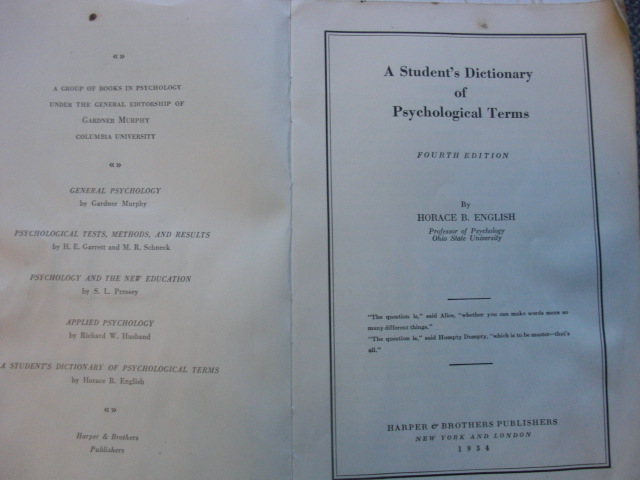 «»
A GROUP OF BOOKS IN PSYCHOLOGY
UNDER THE GENERAL EDITORSHIP OF
GARDNER MURPHY
COLUMBIA UNIVERSITY
«»
GENERAL PSYCHOLOGY
by Gardner Murphy
PSYCHOLOGICAL TESTS, METHODS, AND RESULTS
by H. E. Garrett and M. R. Schneck
PSYCHOLOGY AND THE NEW EDUCATION
by S. L. Pressey
APPLIED PSYCHOLOGY
by Richard W. Husband
A STUDENT'S DICTIONARY OF PSYCHOLOGICAL TERMS
by Horace B. English
«»
Harper & Brothers
Publishers
A Student's Dictionary
of
Psychological Terms
FOURTH EDITION
By
HORACE B. ENGLISH
Professor of Psychology
Ohio State University
"The question is," said Alice, "whether you can make words mean so
many different things."
"The question is," said Humpty Dumpty, "which is to be master—that's
all."
HARPER & BROTHERS PUBLISHERS
NEW YORK AND LONDON
1934